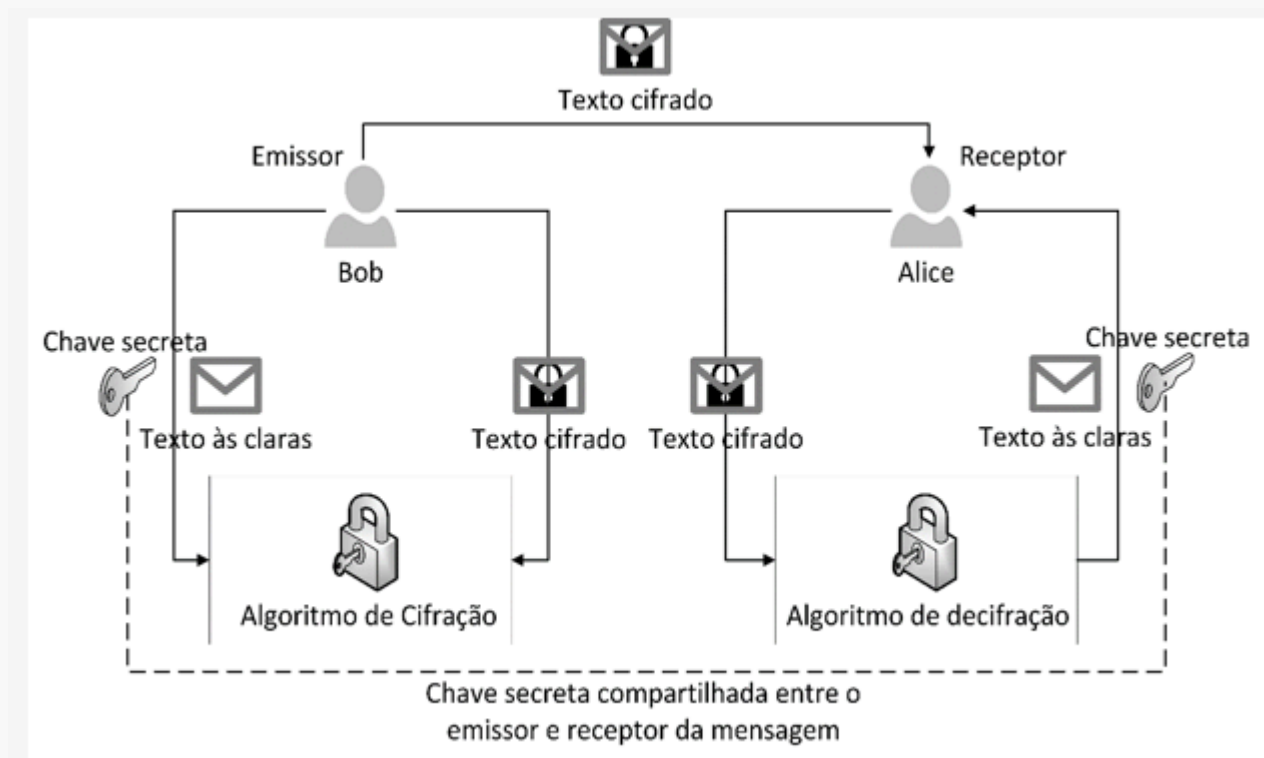 Texto cifrado
Emissor
Receptor
Bob
Alice
Chave secreta
Chave secreta
Texto às claras
Texto cifrado
Texto cifrado
Texto às claras
Algoritmo de Cifração
Algoritmo de decifração
Chave secreta compartilhada entre o
emissor e receptor da mensagem